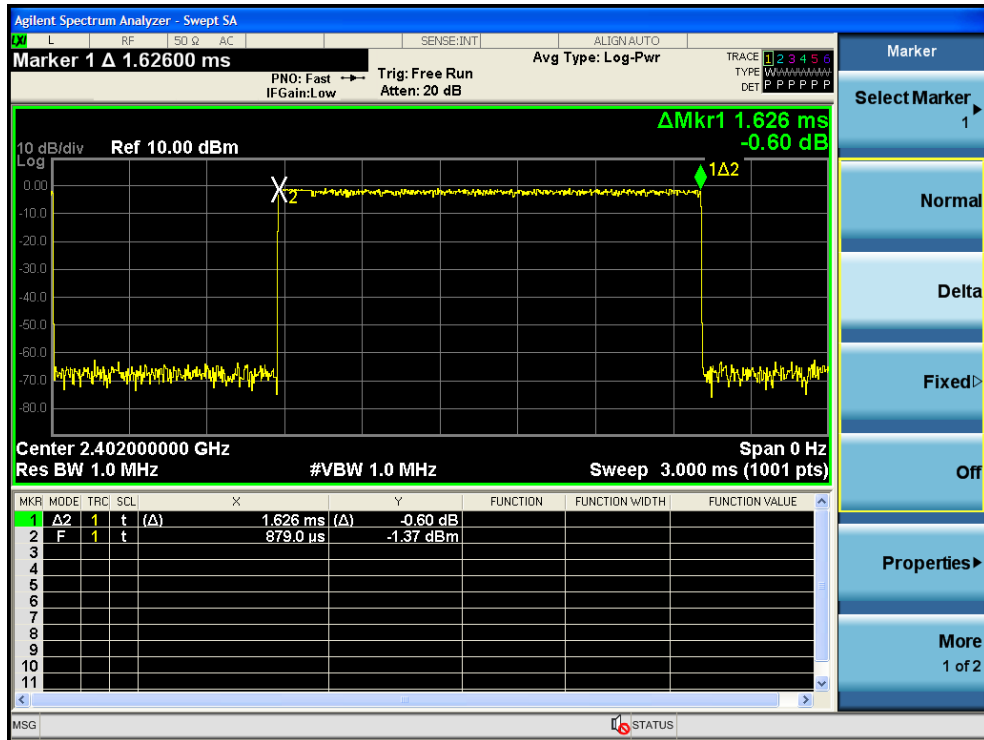 Agilent Spectrum Analyzer - Swept SA
LXI L RF 50 Ω AC SENSE:INT ALIGN AUTO
Marker 1 Δ 1.62600 ms
PNO: Fast
IFGain:Low
Trig: Free Run
Atten: 20 dB
Avg Type: Log-Pwr
TRACE 1 2 3 4 5 6
TYPE WWWWWW
DET P P P P P P
ΔMkr1 1.626 ms
-0.60 dB
10 dB/div Ref 10.00 dBm
Log
1Δ2
0.00
2
-10.0
-20.0
-30.0
-40.0
-50.0
-60.0
-70.0
-80.0
Center 2.402000000 GHz Span 0 Hz
Res BW 1.0 MHz #VBW 1.0 MHz Sweep 3.000 ms (1001 pts)
MKR MODE TRC SCL X Y FUNCTION FUNCTION WIDTH FUNCTION VALUE
1 Δ2 1 t (Δ) 1.626 ms (Δ) -0.60 dB
2 F 1 t 879.0 µs -1.37 dBm
3
4
5
6
7
8
9
10
11
MSG STATUS
Marker
Select Marker
1
Normal
Delta
Fixed
Off
Properties
More
1 of 2